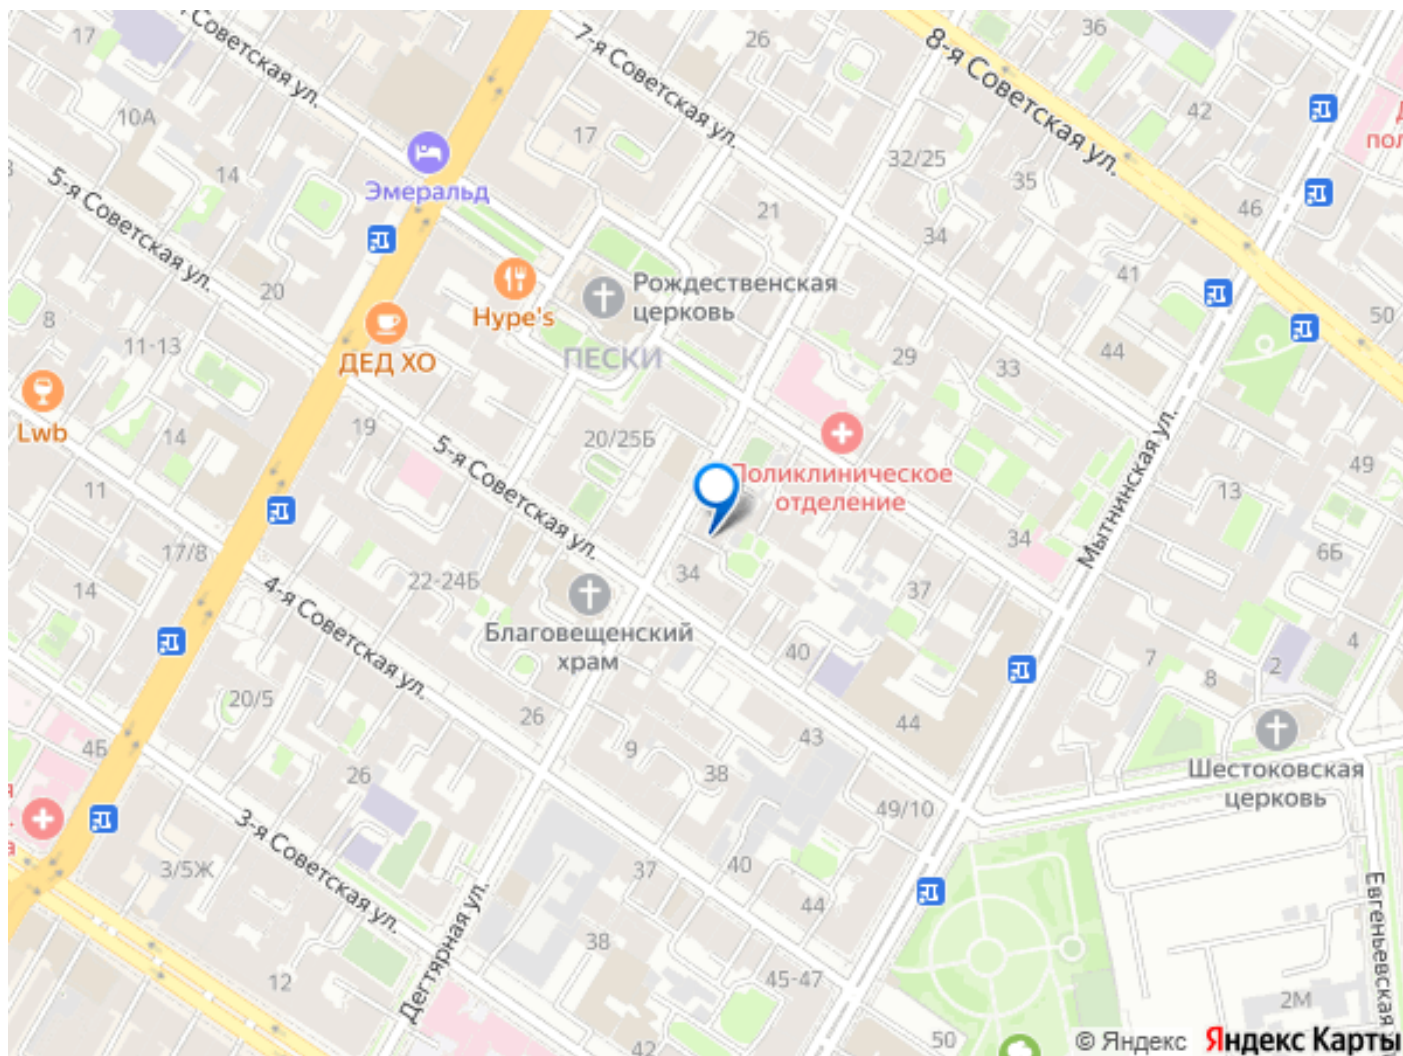 17
Советская ул.
7-я Советская ул.
26
8-я Советская ул.
36
42
10А
14
Эмеральд
17
32/25
35
46
5-я Советская ул.
21
34
41
20
Hype's
Рождественская
церковь
8
11-13
ДЕД ХО
ПЕСКИ
29
33
44
50
Lwb
14
19
20/25Б
5-я Советская ул.
Поликлиническое
отделение
Мытнинская ул.
49
11
13
17/8
34
6Б
14
4-я Советская ул.
22-24Б
34
37
Благовещенский
храм
40
7
8
2
4
20/5
26
9
43
44
4Б
26
38
49/10
Шестоковская
церковь
3-я Советская ул.
3/5Ж
37
40
44
Дегтярная ул.
38
45-47
12
42
50
2М
Евгеньевская
© Яндекс
Яндекс Карты